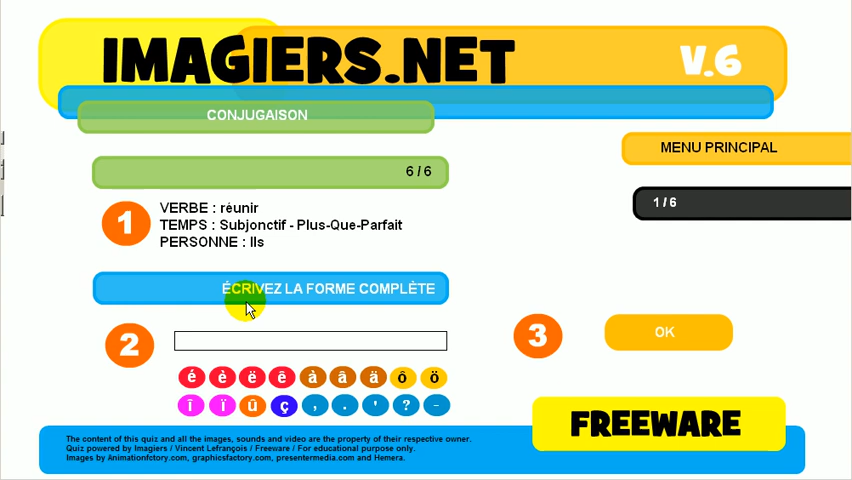 IMAGIERS.NET
V.6
CONJUGAISON
MENU PRINCIPAL
6 / 6
1 / 6
1
VERBE : réunir
TEMPS : Subjonctif - Plus-Que-Parfait
PERSONNE : Ils
ÉCRIVEZ LA FORME COMPLÈTE
2
3
OK
é è ë ê à â ä ô ö
î ï û ç , . ' ? -
FREEWARE
The content of this quiz and all the images, sounds and video are the property of their respective owner.
Quiz powered by Imagiers / Vincent Lefrançois / Freeware / For educational purpose only.
Images by Animationfctory.com, graphicsfactory.com, presentermedia.com and Hemera.